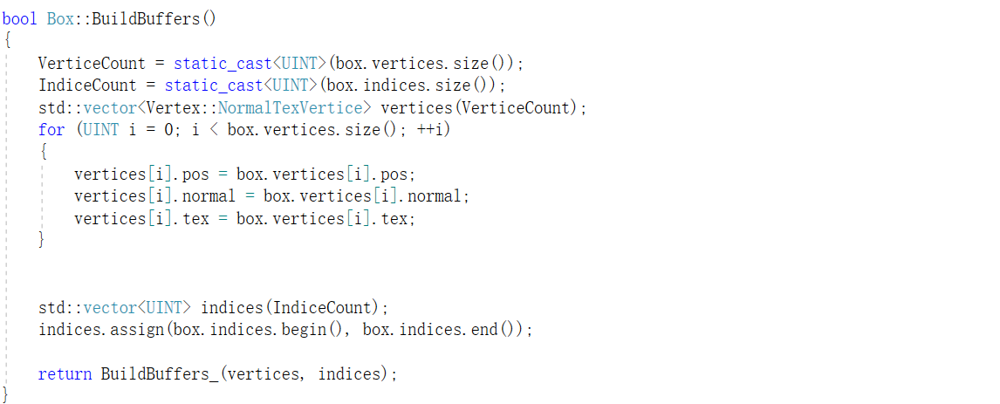 bool Box::BuildBuffers()
{
    VerticeCount = static_cast<UINT>(box.vertices.size());
    IndiceCount = static_cast<UINT>(box.indices.size());
    std::vector<Vertex::NormalTexVertice> vertices(VerticeCount);
    for (UINT i = 0; i < box.vertices.size(); ++i)
    {
        vertices[i].pos = box.vertices[i].pos;
        vertices[i].normal = box.vertices[i].normal;
        vertices[i].tex = box.vertices[i].tex;
    }
    std::vector<UINT> indices(IndiceCount);
    indices.assign(box.indices.begin(), box.indices.end());
    return BuildBuffers_(vertices, indices);
}